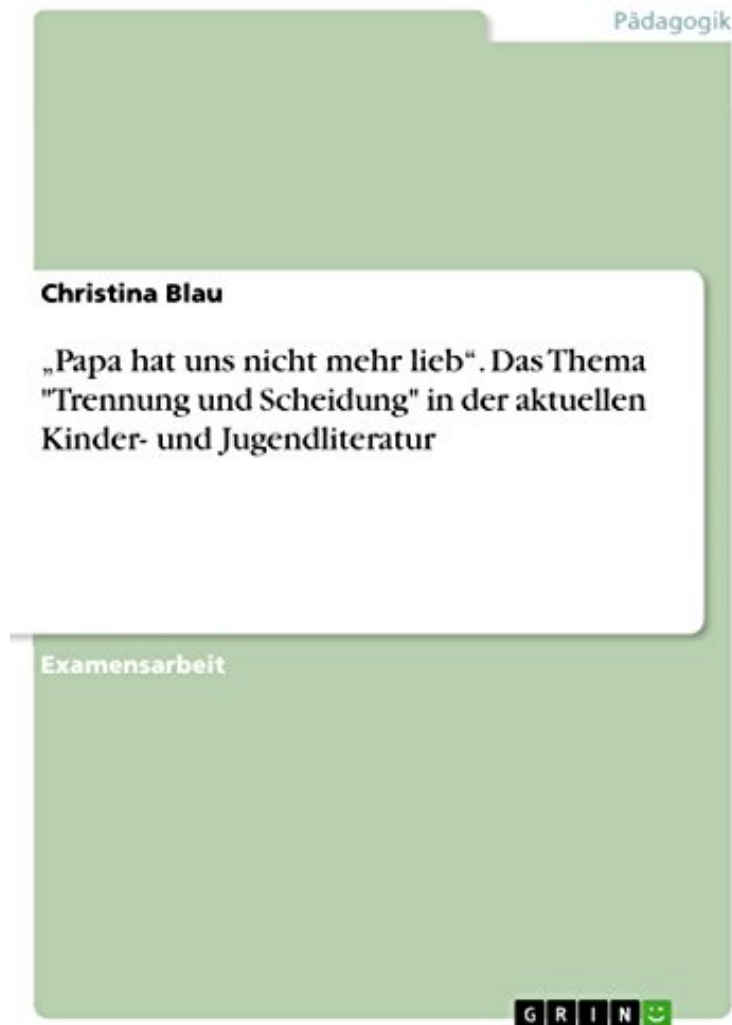 Pädagogik
Christina Blau
„Papa hat uns nicht mehr lieb“. Das Thema
"Trennung und Scheidung" in der aktuellen
Kinder- und Jugendliteratur
Examensarbeit
GRIN